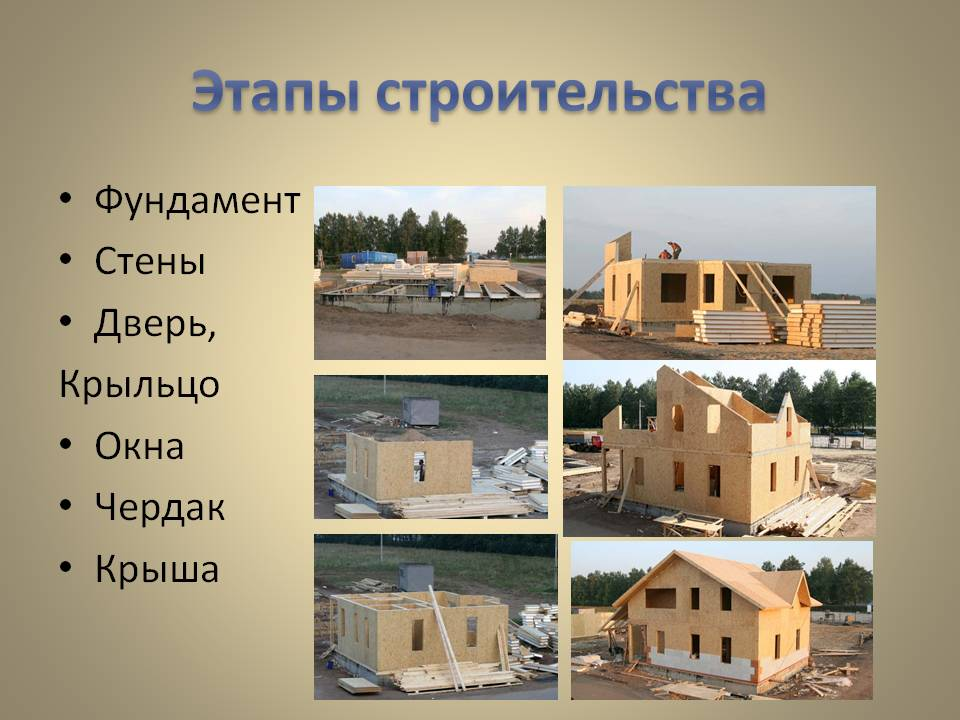 Этапы строительства
• Фундамент
• Стены
• Дверь,
Крыльцо
• Окна
• Чердак
• Крыша